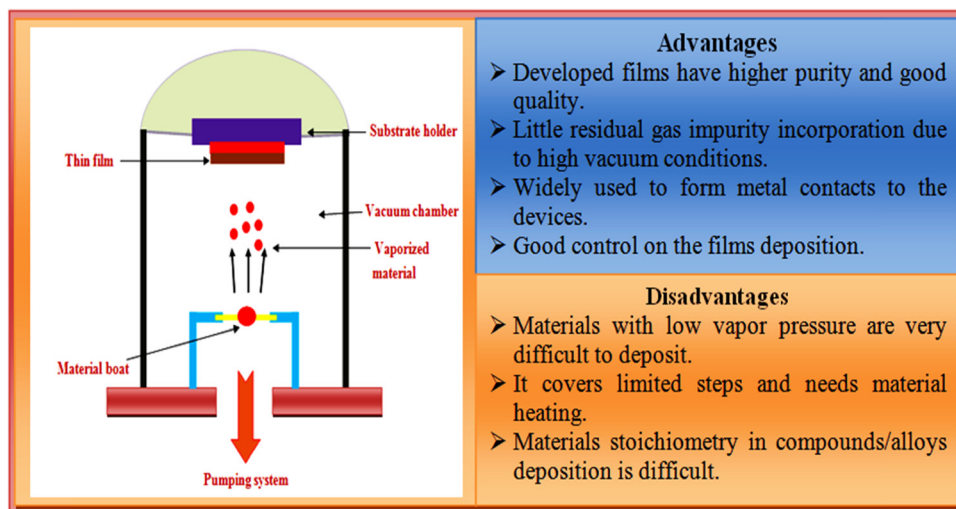 Substrate holder
Thin film
Vacuum chamber
Vaporized
material
Material boat
Pumping system
Advantages
➢ Developed films have higher purity and good
quality.
➢ Little residual gas impurity incorporation due
to high vacuum conditions.
➢ Widely used to form metal contacts to the
devices.
➢ Good control on the films deposition.
Disadvantages
➢ Materials with low vapor pressure are very
difficult to deposit.
➢ It covers limited steps and needs material
heating.
➢ Materials stoichiometry in compounds/alloys
deposition is difficult.